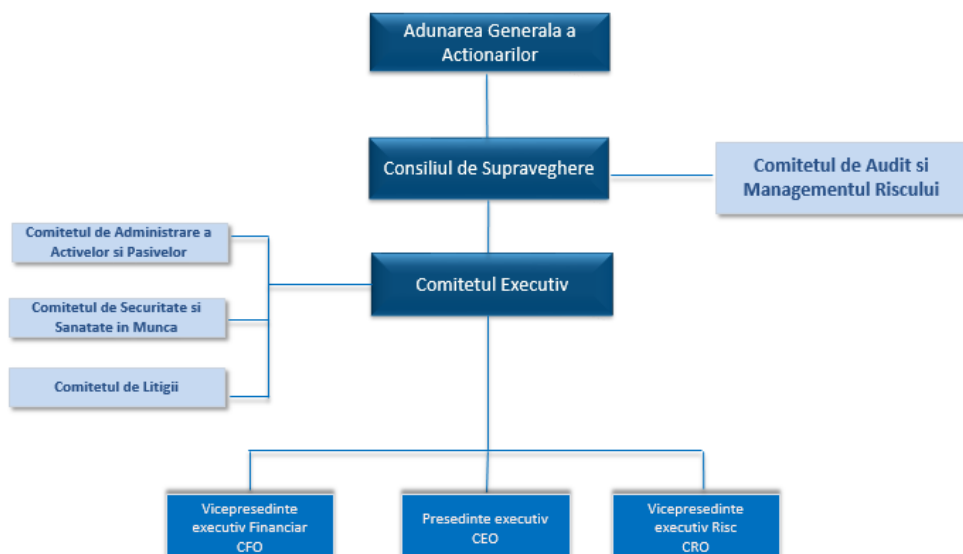 Adunarea Generala a
Actionarilor
Consiliul de Supraveghere
Comitetul de Audit si
Managementul Riscului
Comitetul de Administrare a
Activelor si Pasivelor
Comitetul Executiv
Comitetul de Securitate si
Sanatate in Munca
Comitetul de Litigii
Vicepresedinte
executiv Financiar
CFO
Presedinte executiv
CEO
Vicepresedinte
executiv Risc
CRO